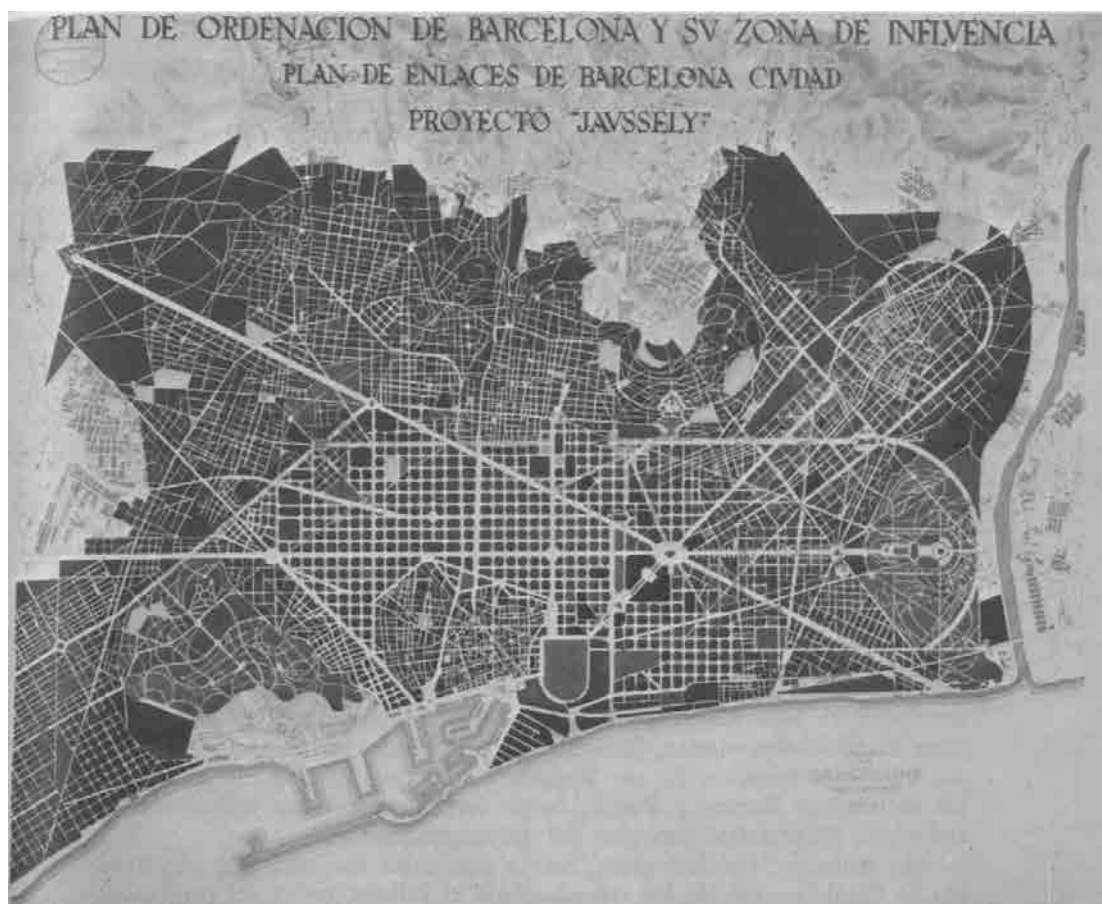 PLAN DE ORDENACION DE BARCELONA Y SV ZONA DE INFLVENCIA
PLAN DE ENLACES DE BARCELONA CIVDAD
PROYECTO "JAVSSELY"